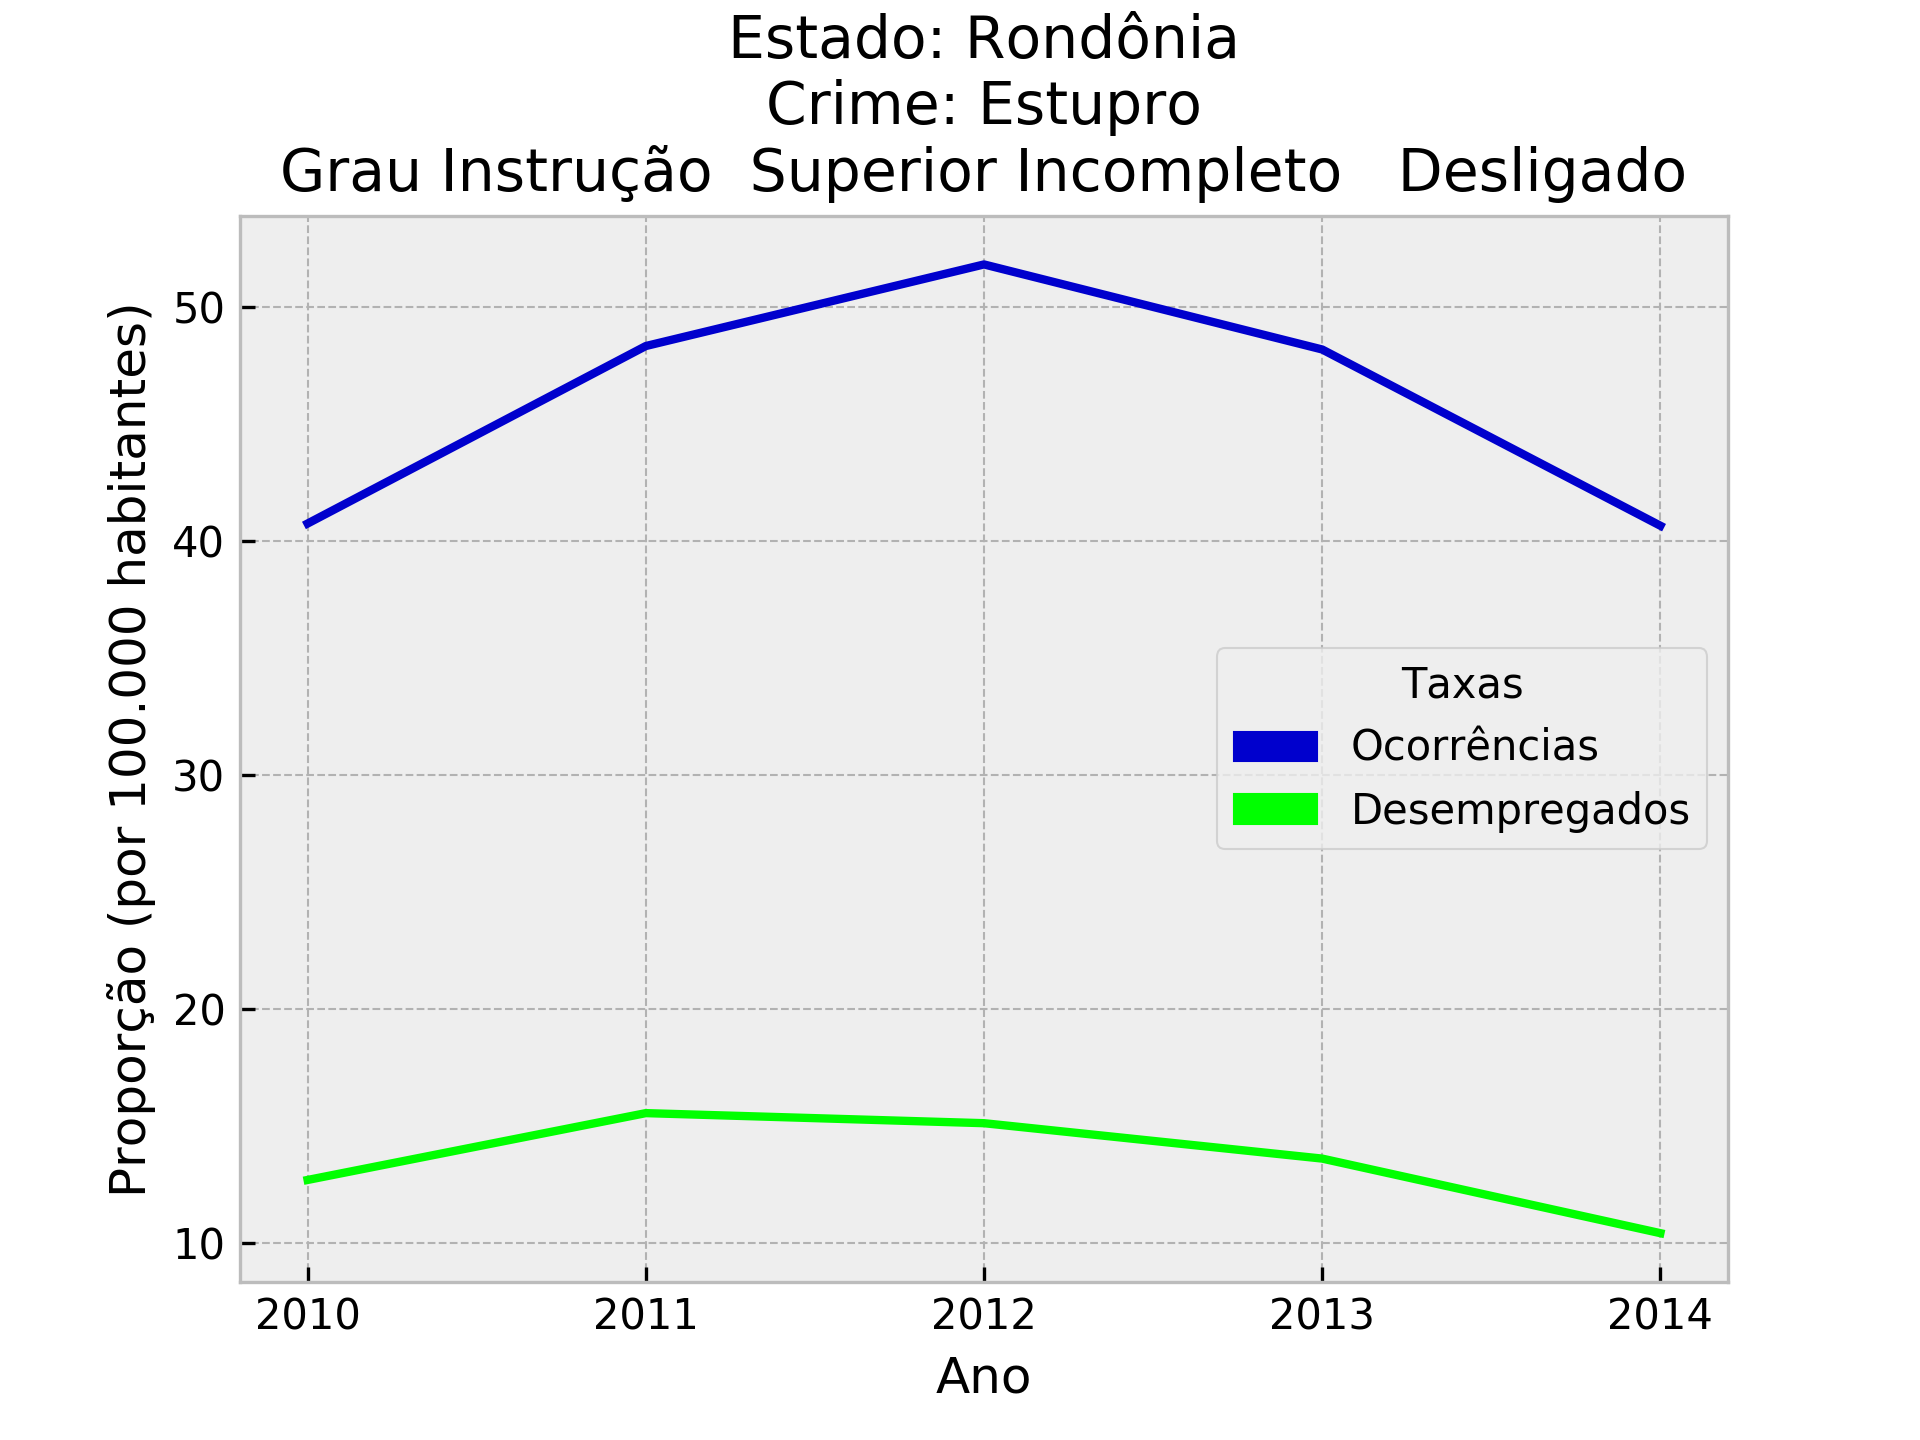 Estado: Rondônia
Crime: Estupro
Grau Instrução  Superior Incompleto   Desligado
Proporção (por 100.000 habitantes)
50
40
30
20
10
Taxas
Ocorrências
Desempregados
2010 2011 2012 2013 2014
Ano